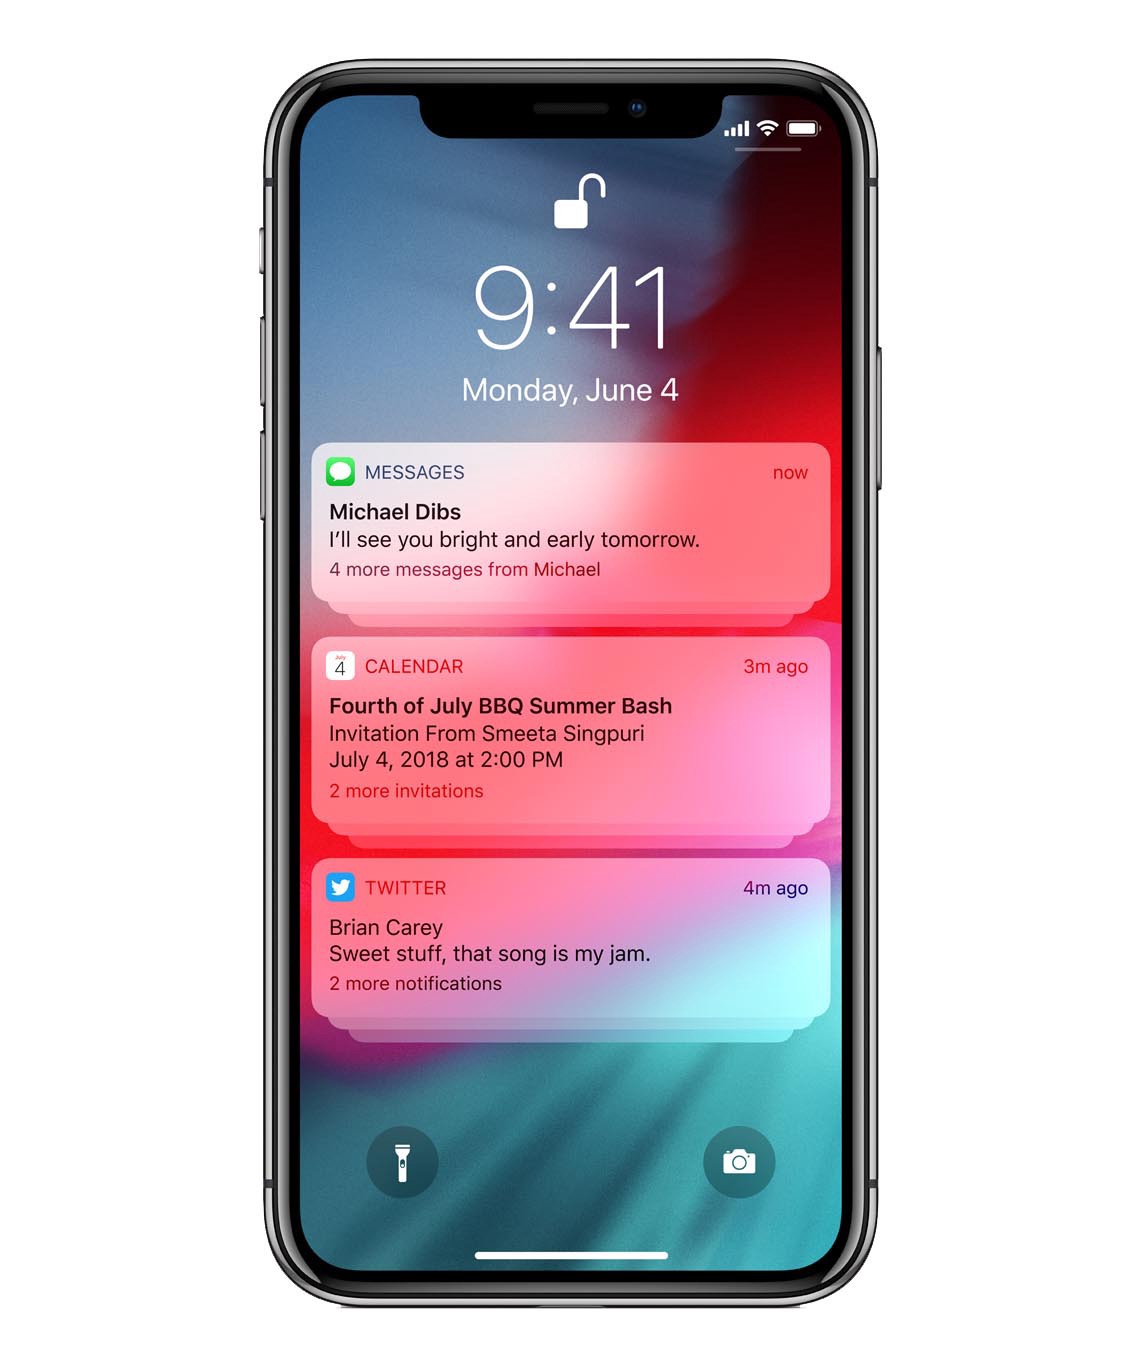 9:41
Monday, June 4
MESSAGES now
Michael Dibs
I'll see you bright and early tomorrow.
4 more messages from Michael
July
4
CALENDAR 3m ago
Fourth of July BBQ Summer Bash
Invitation From Smeeta Singpuri
July 4, 2018 at 2:00 PM
2 more invitations
TWITTER 4m ago
Brian Carey
Sweet stuff, that song is my jam.
2 more notifications